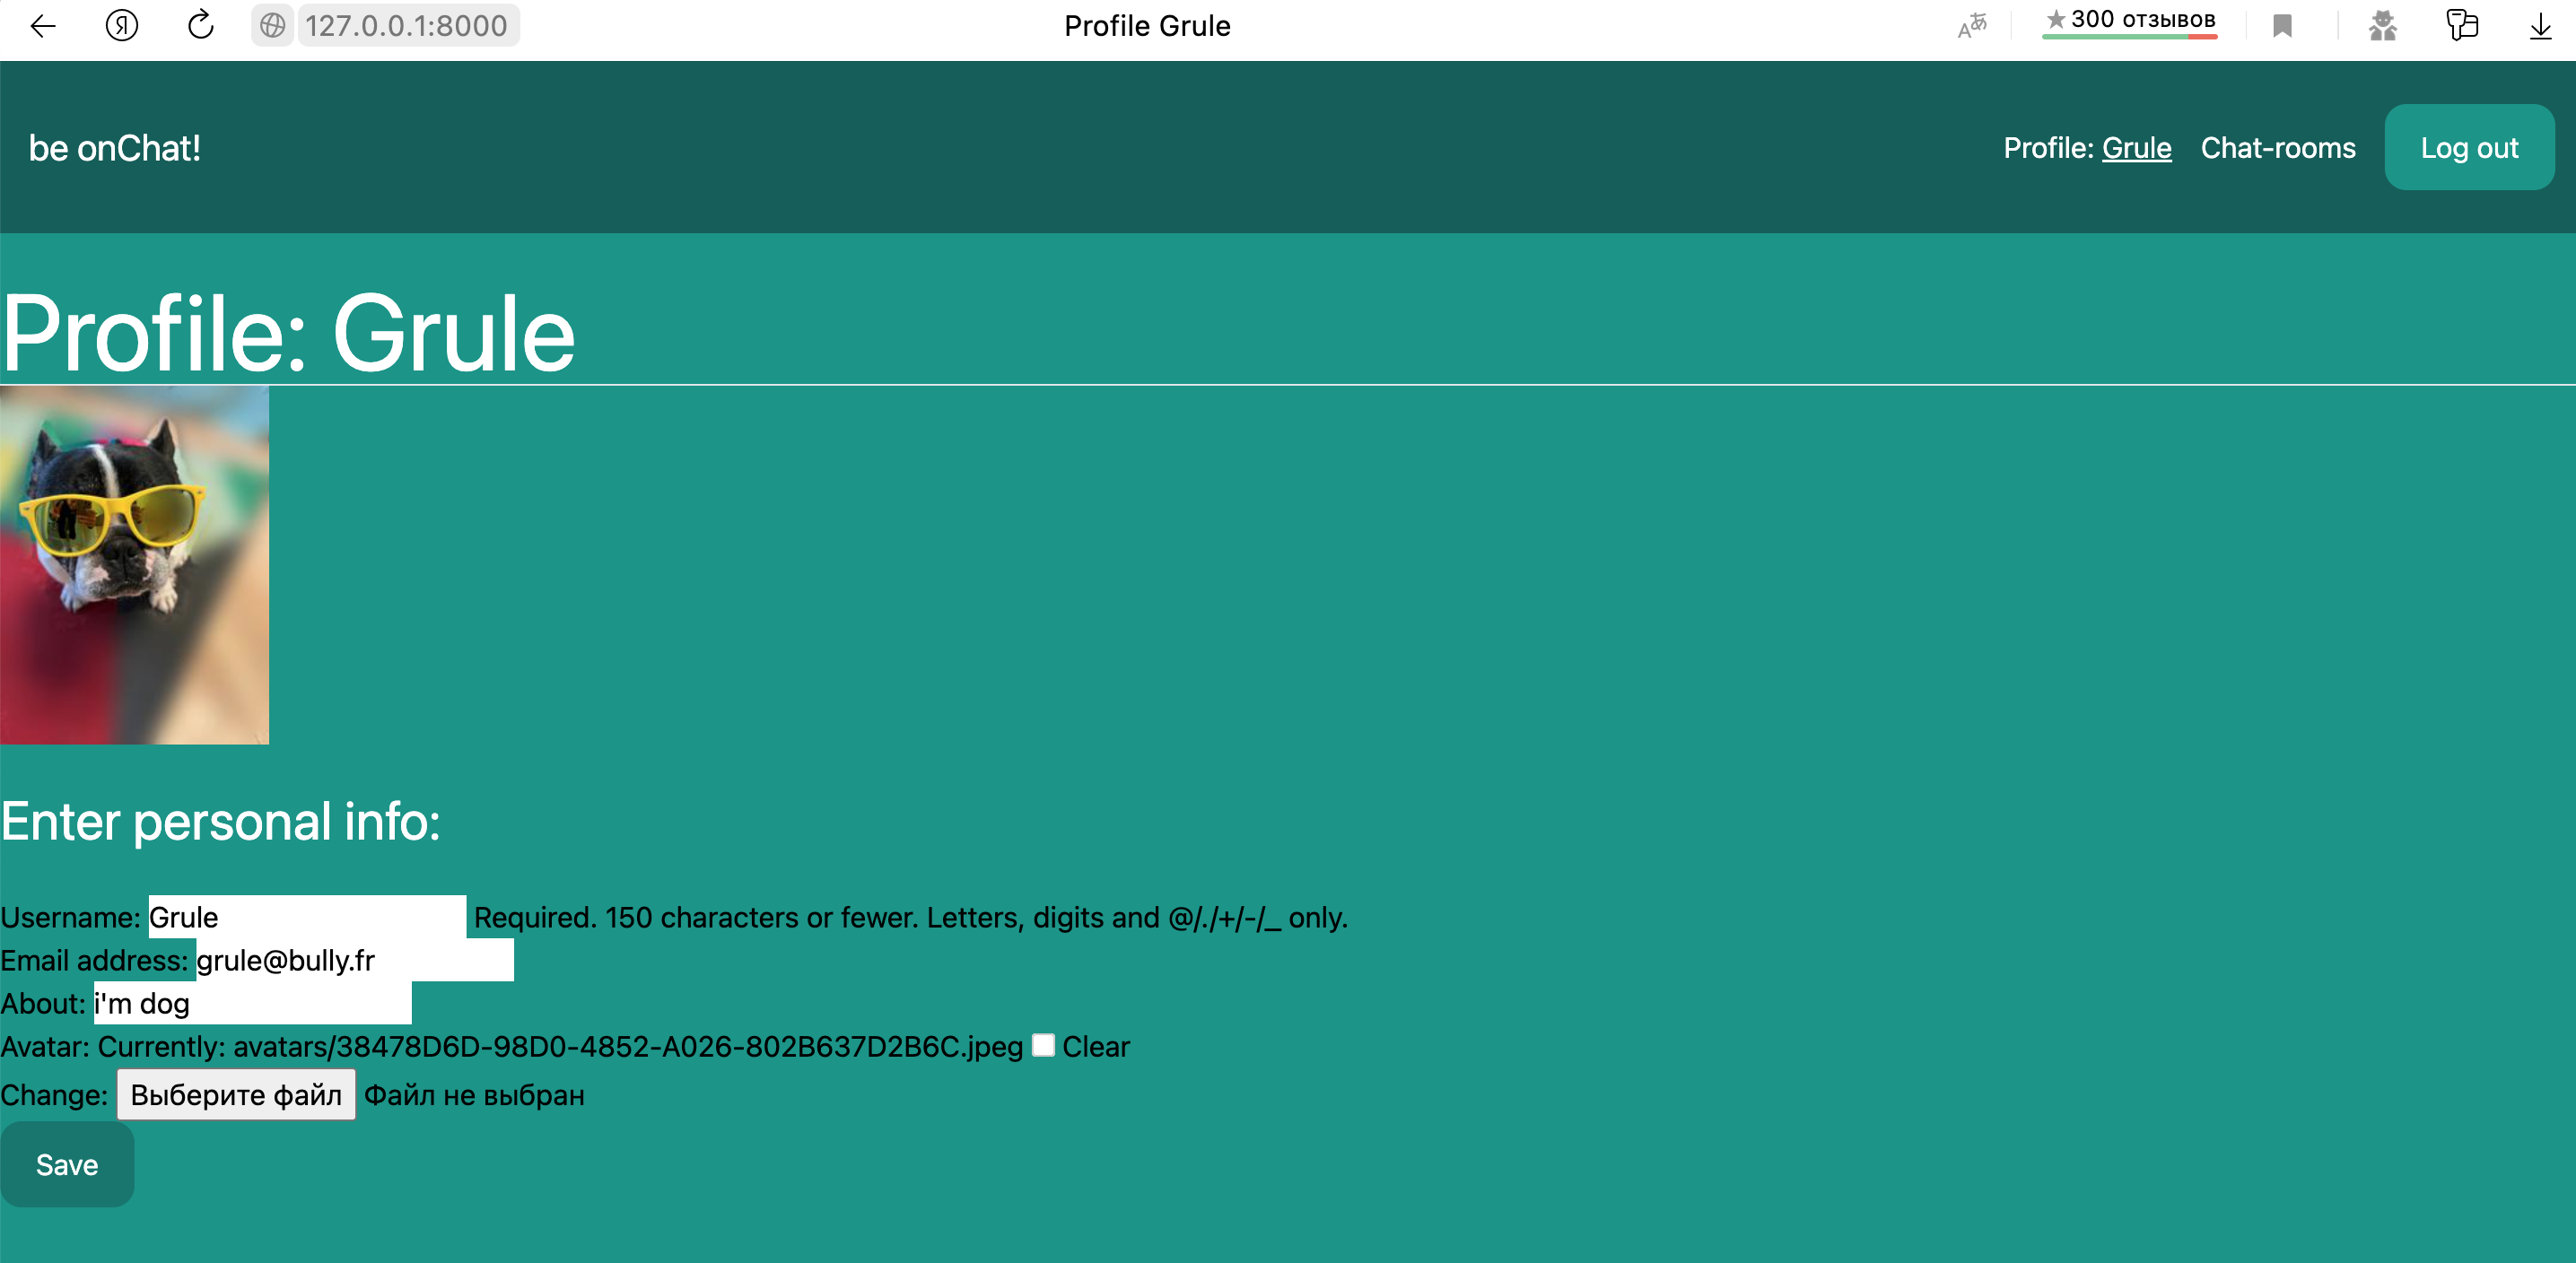 127.0.0.1:8000 Profile Grule 300 отзывов
be onChat! Profile: Grule Chat-rooms Log out
Profile: Grule
Enter personal info:
Username: Grule Required. 150 characters or fewer. Letters, digits and @/./+/-/_ only.
Email address: grule@bully.fr
About: i'm dog
Avatar: Currently: avatars/38478D6D-98D0-4852-A026-802B637D2B6C.jpeg Clear
Change: Выберите файл Файл не выбран
Save